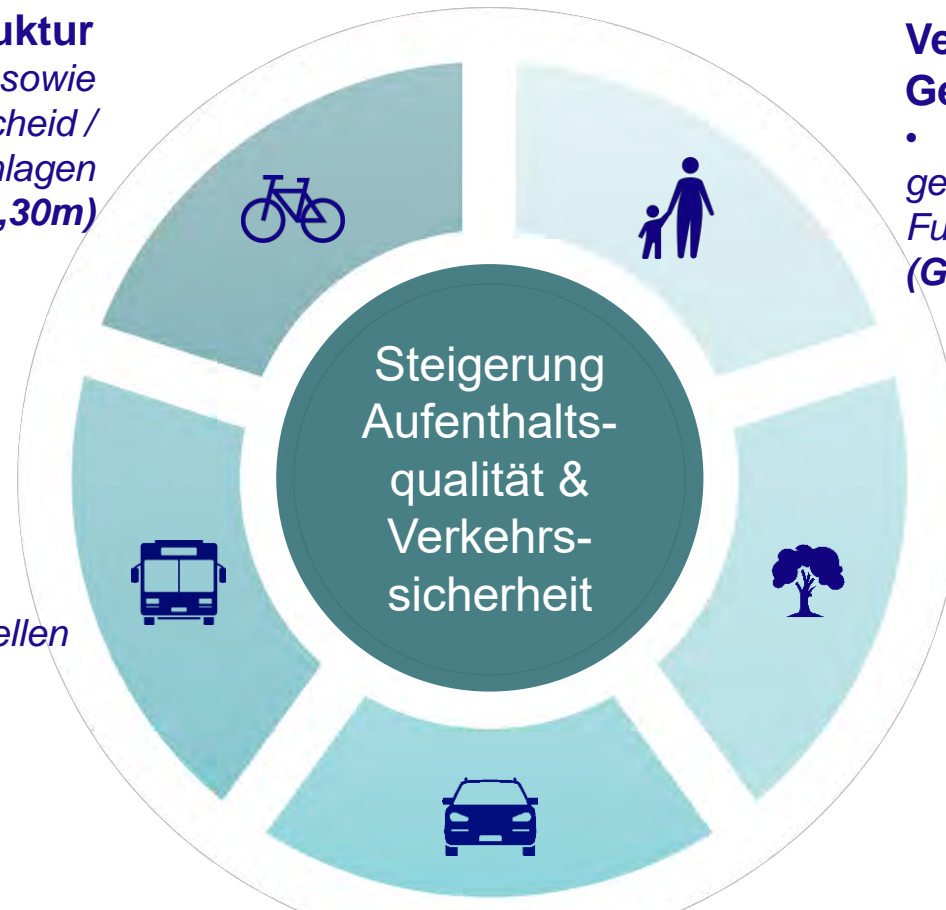 uktur
sowie
cheid /
nlagen
,30m)
Ve
Ge
•
ge
Fu
(G
Steigerung
Aufenthalts-
qualität &
Verkehrs-
sicherheit
ellen